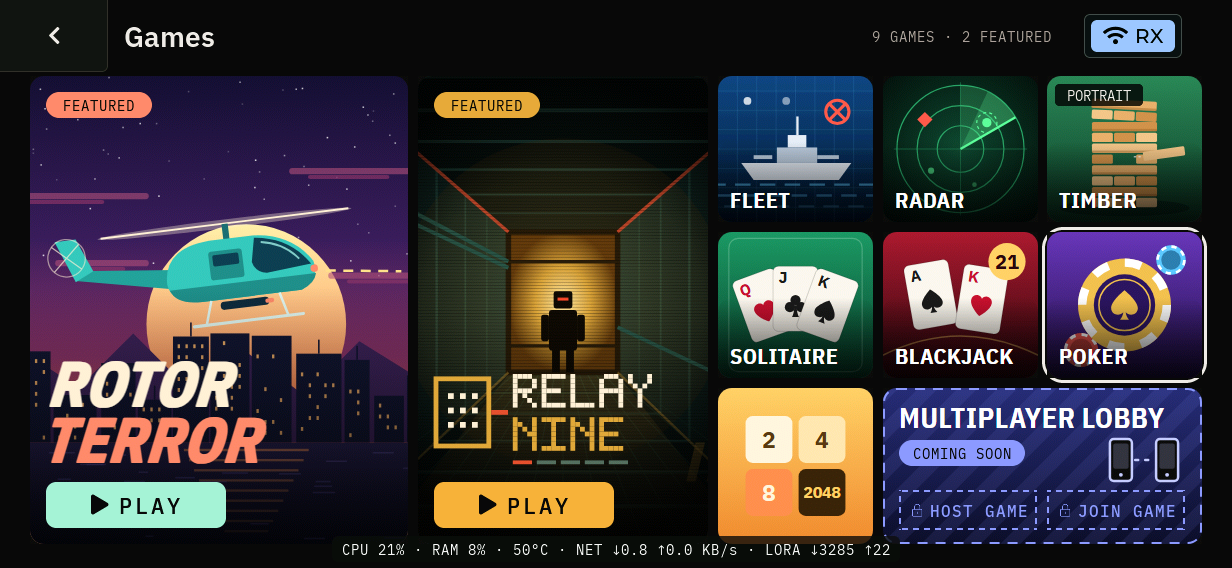 Games
9 GAMES · 2 FEATURED
RX
FEATURED
ROTOR
TERROR
PLAY
FEATURED
RELAY
NINE
PLAY
FLEET
RADAR
PORTRAIT
TIMBER
Q
J
K
SOLITAIRE
A
K
21
BLACKJACK
POKER
2
4
8
2048
MULTIPLAYER LOBBY
COMING SOON
HOST GAME
JOIN GAME
CPU 21% · RAM 8% · 50°C · NET ↓0.8 ↑0.0 KB/s · LORA ↓3285 ↑22